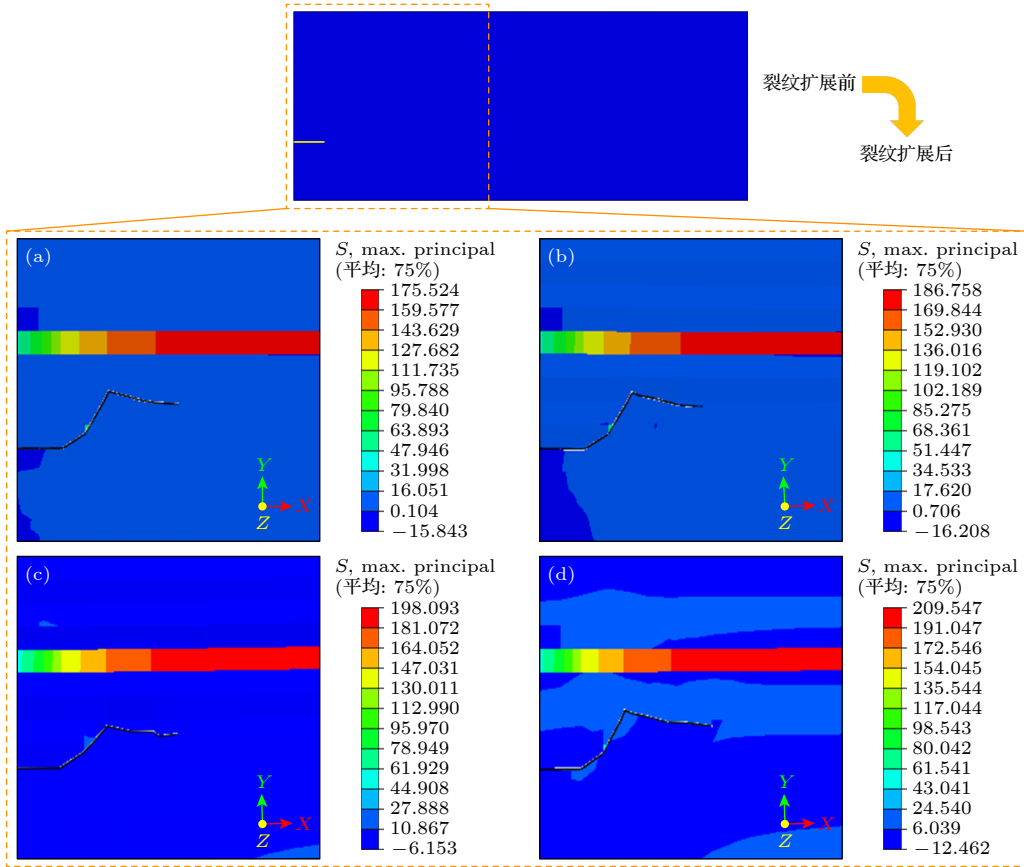 裂纹扩展前
裂纹扩展后
(a)
S, max. principal
(平均: 75%)
175.524
159.577
143.629
127.682
111.735
95.788
79.840
63.893
47.946
31.998
16.051
0.104
−15.843
Y
X
Z
(b)
S, max. principal
(平均: 75%)
186.758
169.844
152.930
136.016
119.102
102.189
85.275
68.361
51.447
34.533
17.620
0.706
−16.208
Y
X
Z
(c)
S, max. principal
(平均: 75%)
198.093
181.072
164.052
147.031
130.011
112.990
95.970
78.949
61.929
44.908
27.888
10.867
−6.153
Y
X
Z
(d)
S, max. principal
(平均: 75%)
209.547
191.047
172.546
154.045
135.544
117.044
98.543
80.042
61.541
43.041
24.540
6.039
−12.462
Y
X
Z